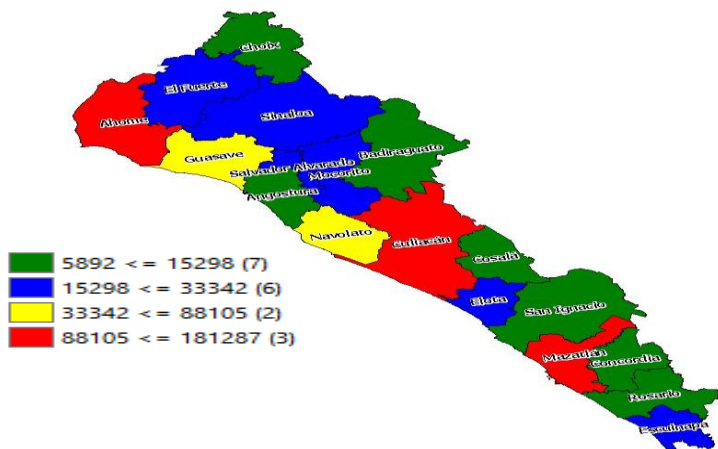 Choix
El Fuerte
Sinaloa
Ahome
Guasave
Badiraguato
Salvador Alvarado
Mocorito
Angostura
Navolato
Culiacán
Cosalá
5892 <= 15298 (7)
15298 <= 33342 (6)
Elota
San Ignacio
33342 <= 88105 (2)
88105 <= 181287 (3)
Mazatlán
Concordia
Rosario
Escuinapa